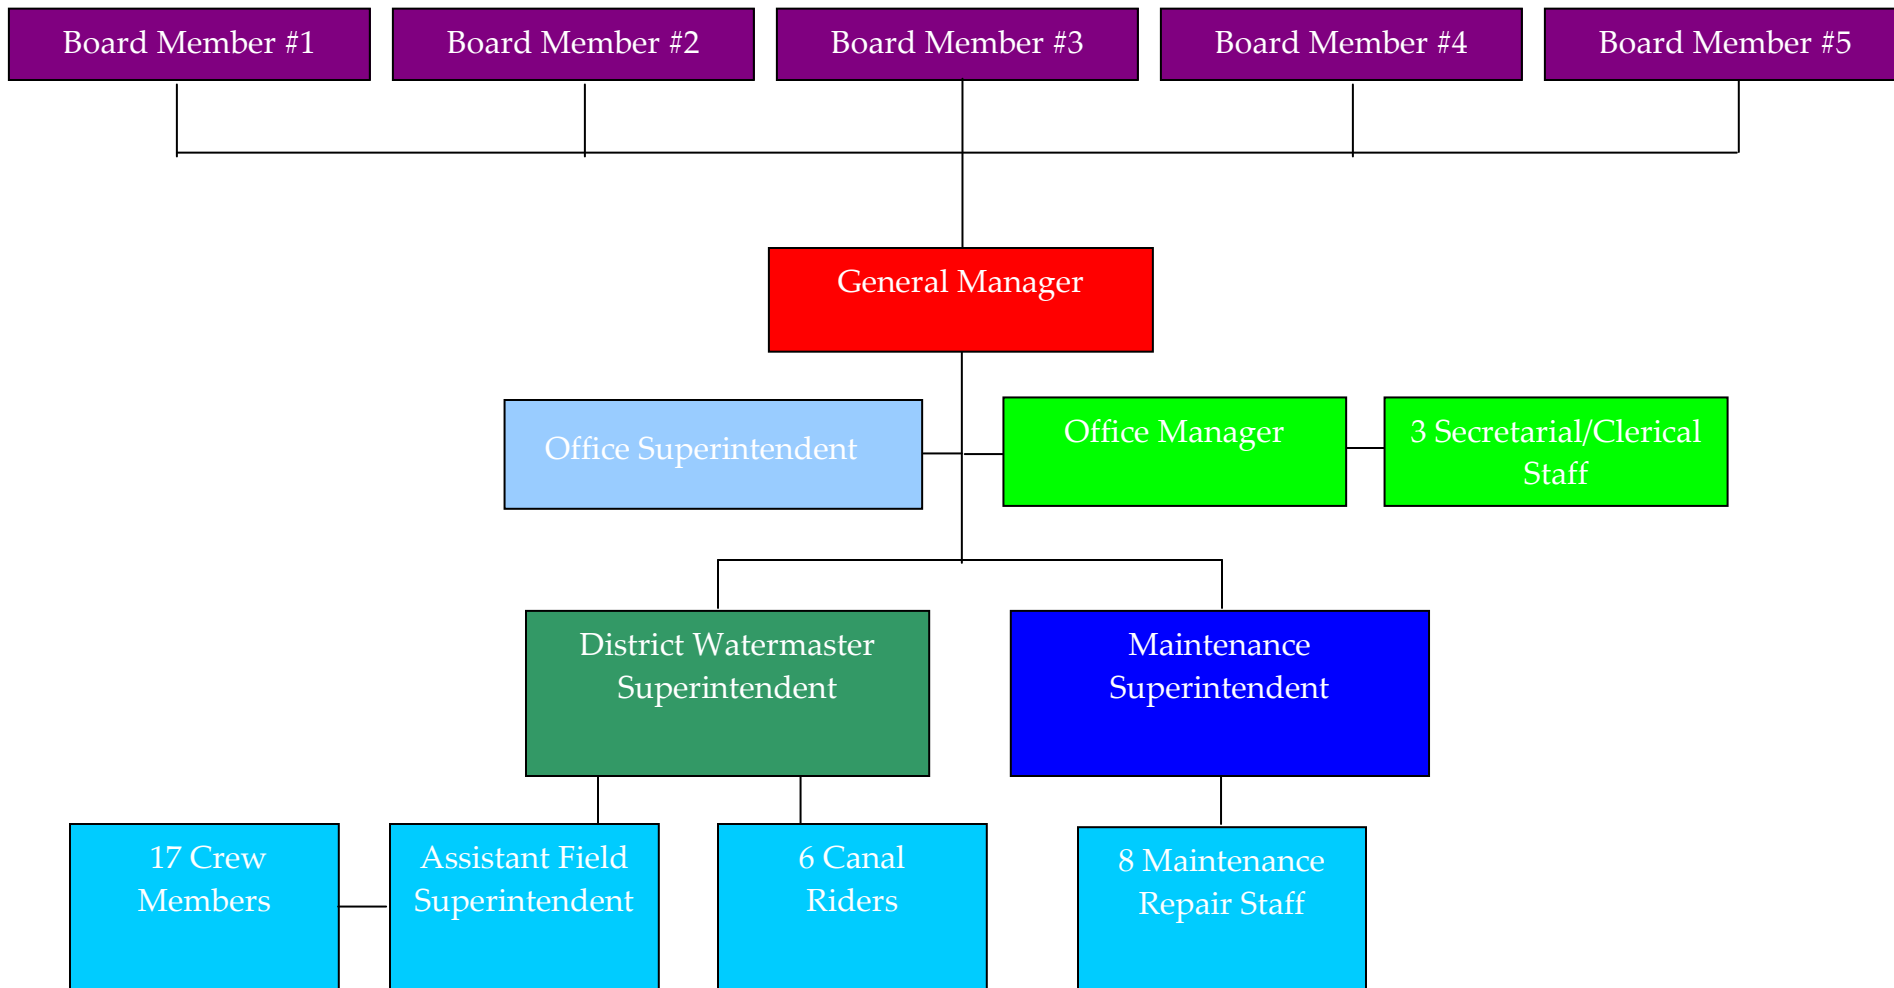 Board Member #1
Board Member #2
Board Member #3
Board Member #4
Board Member #5
General Manager
Office Superintendent
Office Manager
3 Secretarial/Clerical
Staff
District Watermaster
Superintendent
Maintenance
Superintendent
17 Crew
Members
Assistant Field
Superintendent
6 Canal
Riders
8 Maintenance
Repair Staff